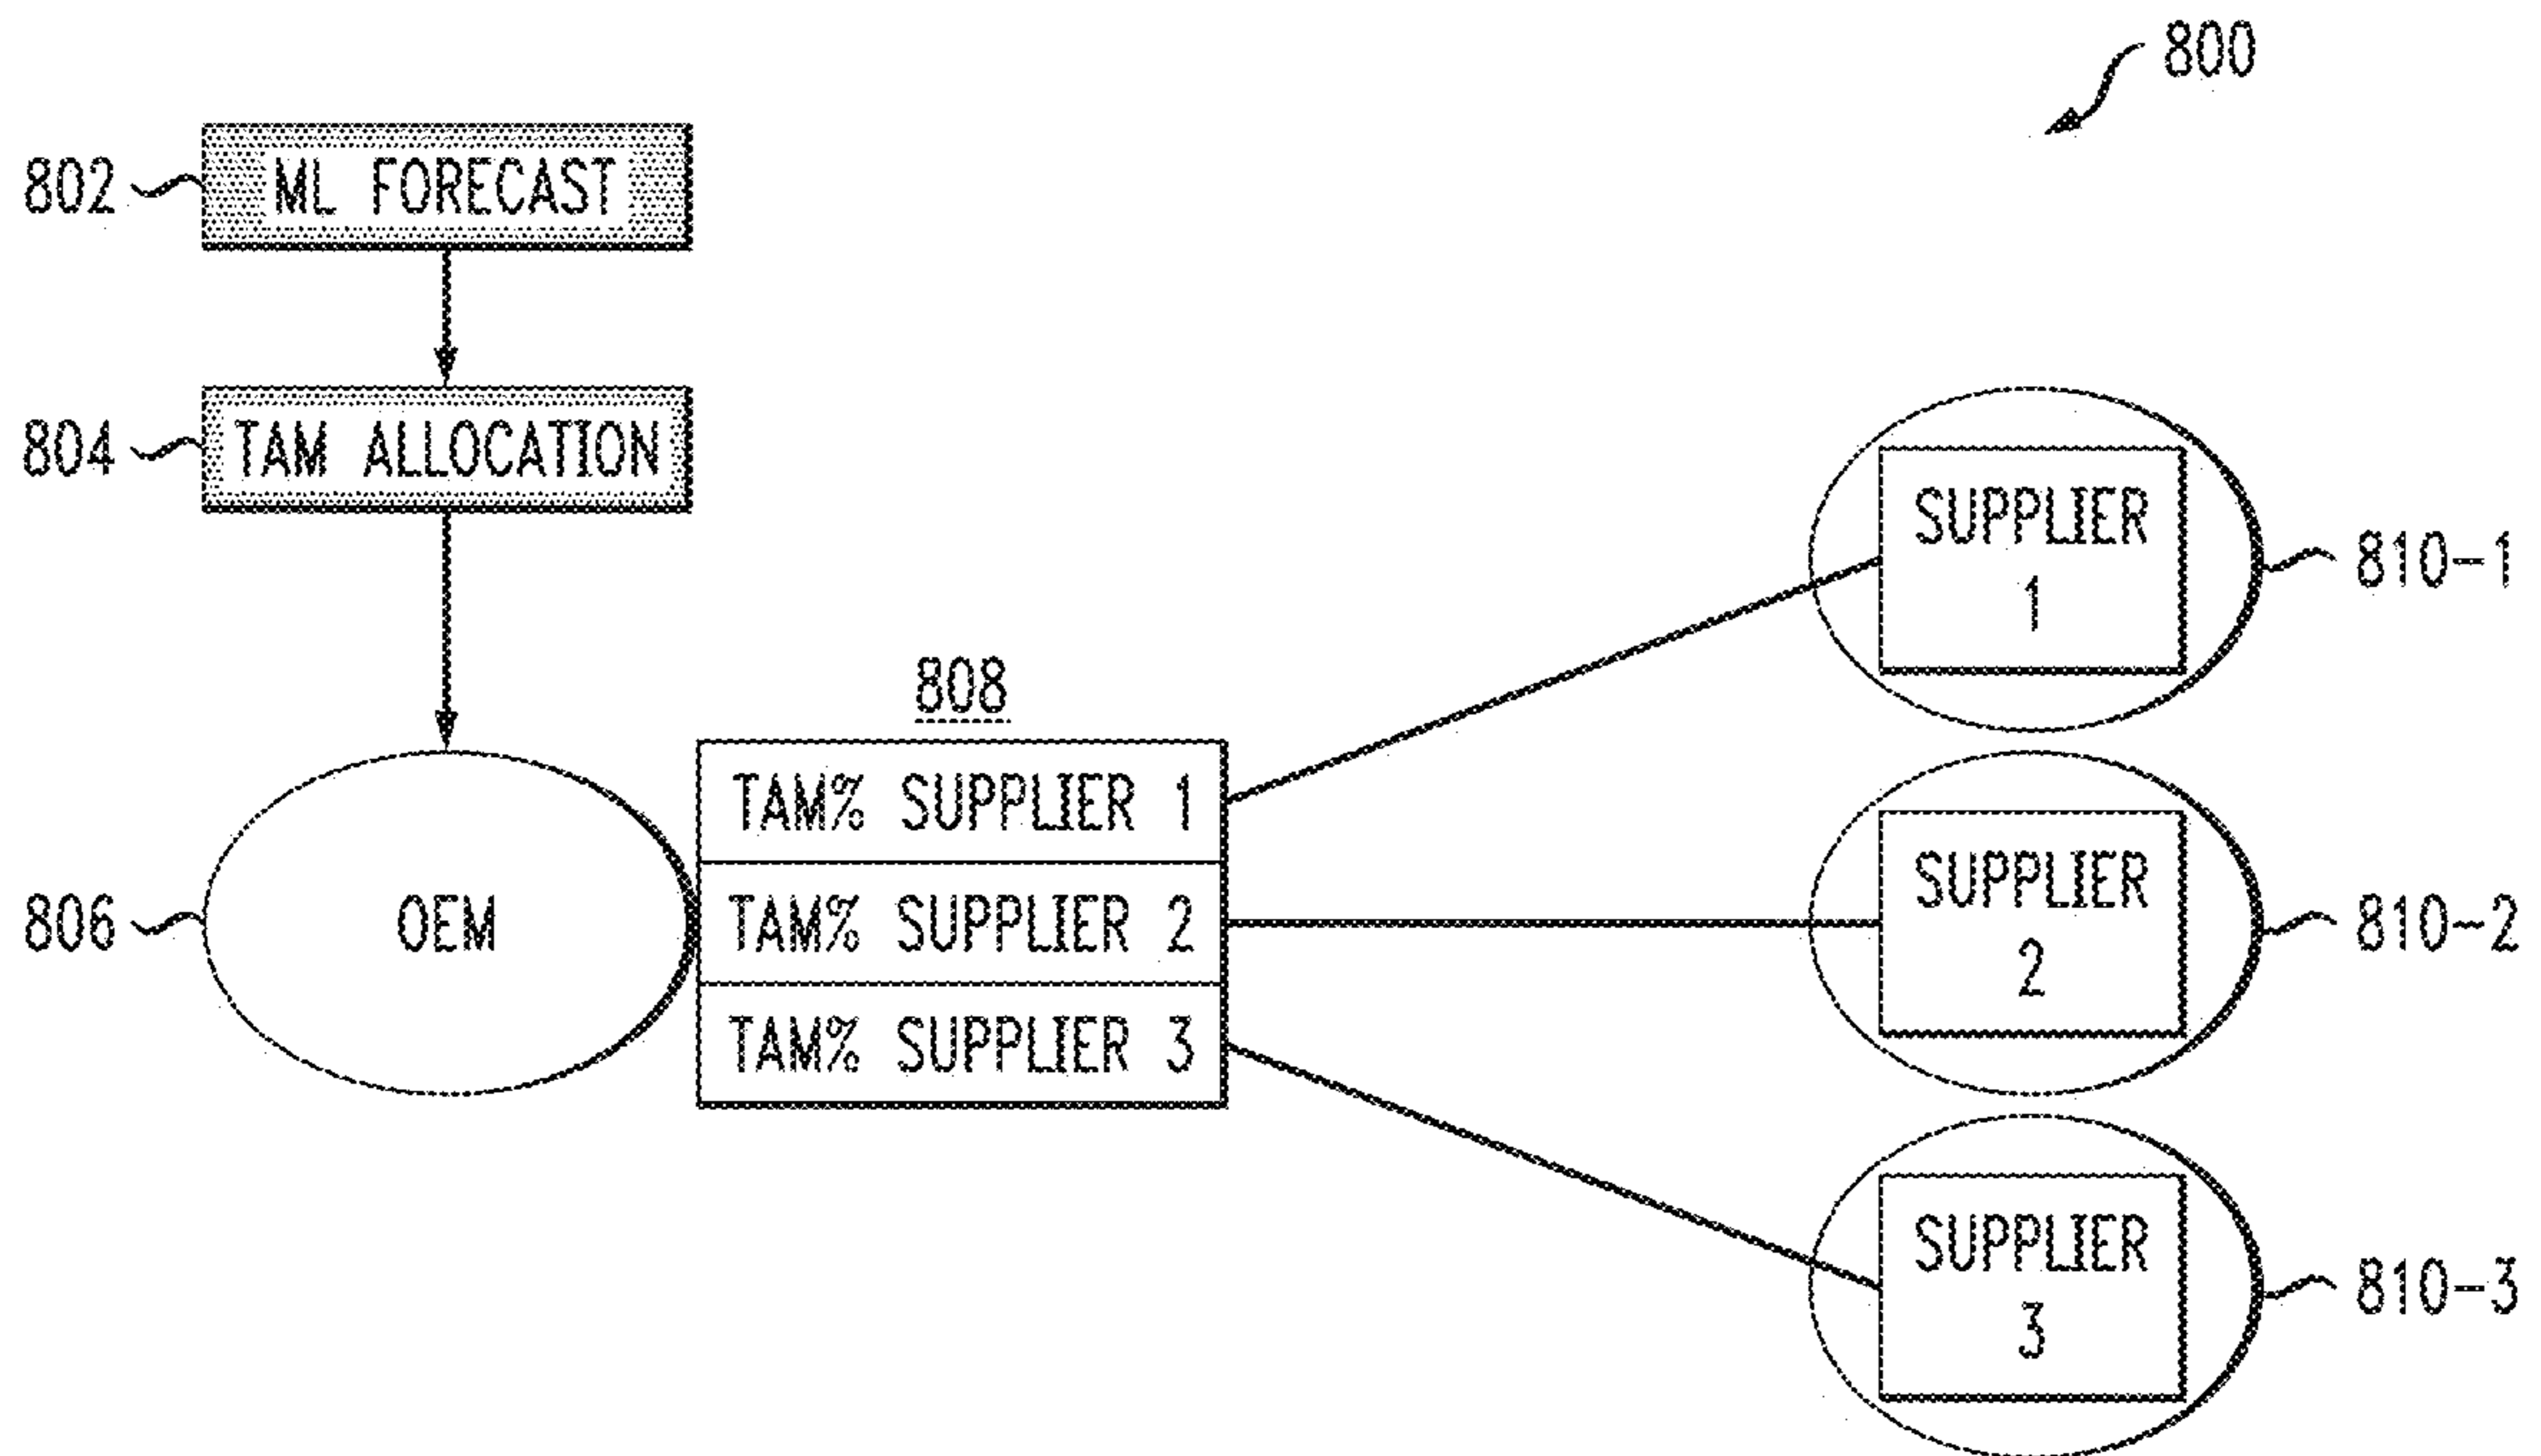 800
802
ML FORECAST
804
TAM ALLOCATION
SUPPLIER
1
810-1
808
TAM% SUPPLIER 1
806
OEM
TAM% SUPPLIER 2
SUPPLIER
2
810-2
TAM% SUPPLIER 3
SUPPLIER
3
810-3